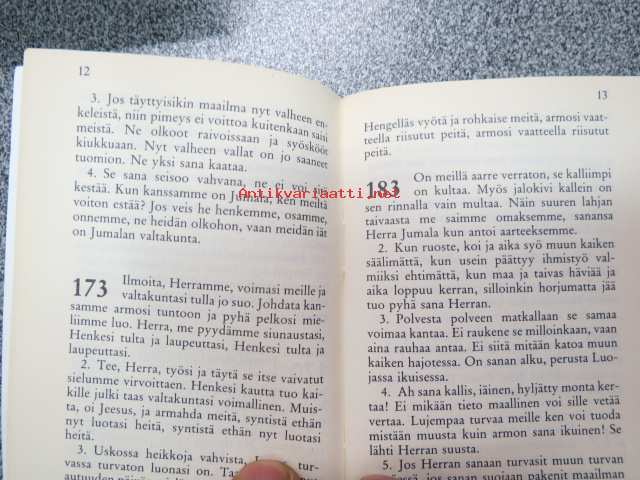 12
3. Jos täyttyisikin maailma nyt valheen en-
keleistä, niin pimeys ei voittoa kuitenkaan saisi
meistä. Ne olkoot raivoissaan ja syöskööt
kiukkuaan. Nyt valheen vallat on jo saaneet
tuomion. Ne yksi sana kaataa.
4. Se sana seisoo vahvana, ne ei voi
kestää. Kun kanssamme on Jumala, ken meiltä
voiton estää? Jos veis he henkemme, osamme,
onnemme, ne heidän olkohon, vaan meidän iät
on Jumalan valtakunta.
173 Ilmoita, Herramme, voimasi meille ja
valtakuntasi tulla jo suo. Johdata kan-
samme armosi tuntoon ja pyhä pelkosi mie-
liimme luo. Herra, me pyydämme siunaustasi,
Henkesi tulta ja laupeuttasi, Henkesi tulta ja
laupeuttasi.
2. Tee, Herra, työsi ja täytä se itse vaivatut
sielumme virvoittaen. Henkesi kautta tuo kai-
kille julki taas valtakuntasi voimallinen. Muis-
ta, oi Jeesus, ja armahda meitä, syntistä ethän
nyt luotasi heitä, syntistä ethän nyt luotasi
heitä.
3. Uskossa heikkoja vahvista, tur-
vassa turvaton luonasi on.
13
Hengelläs vyötä ja rohkaise meitä, armosi vaat-
teella riisutut peitä, armosi vaatteella riisutut
peitä.
183 On meillä aarre verraton, se kalliimpi
on kultaa. Myös jalokivi kallein on
sen rinnalla vain multaa. Näin suuren lahjan
taivaasta me saimme omaksemme, sanansa
Herra Jumala kun antoi aarteeksemme.
2. Kun ruoste, koi ja aika syö muun kaiken
säälimättä, kun usein päättyy ihmistyö val-
miiksi ehtimättä, kun maa ja taivas häviää ja
aika loppuu kerran, silloinkin horjumatta jää
tuo pyhä sana Herran.
3. Polvesta polveen matkallaan se samaa
voimaa kantaa. Ei raukene se milloinkaan, vaan
aina rauhaa antaa. Ei siitä mitään katoa muun
kaiken hajotessa. On sanan alku, perusta Luo-
jassa ikuisessa.
4. Ah sana kallis, iäinen, hyljätty monta ker-
taa! Ei mikään tieto maallinen voi sille vetää
vertaa. Lujempaa turvaa meille ken voi tuoda
mistään muusta kuin armon sana ikuinen! Se
lähti Herran suusta.
5. Jos Herran sanaan turvasit muun turvan
jos sanan suojaan pakenit maailman
Antikvariaatti.net